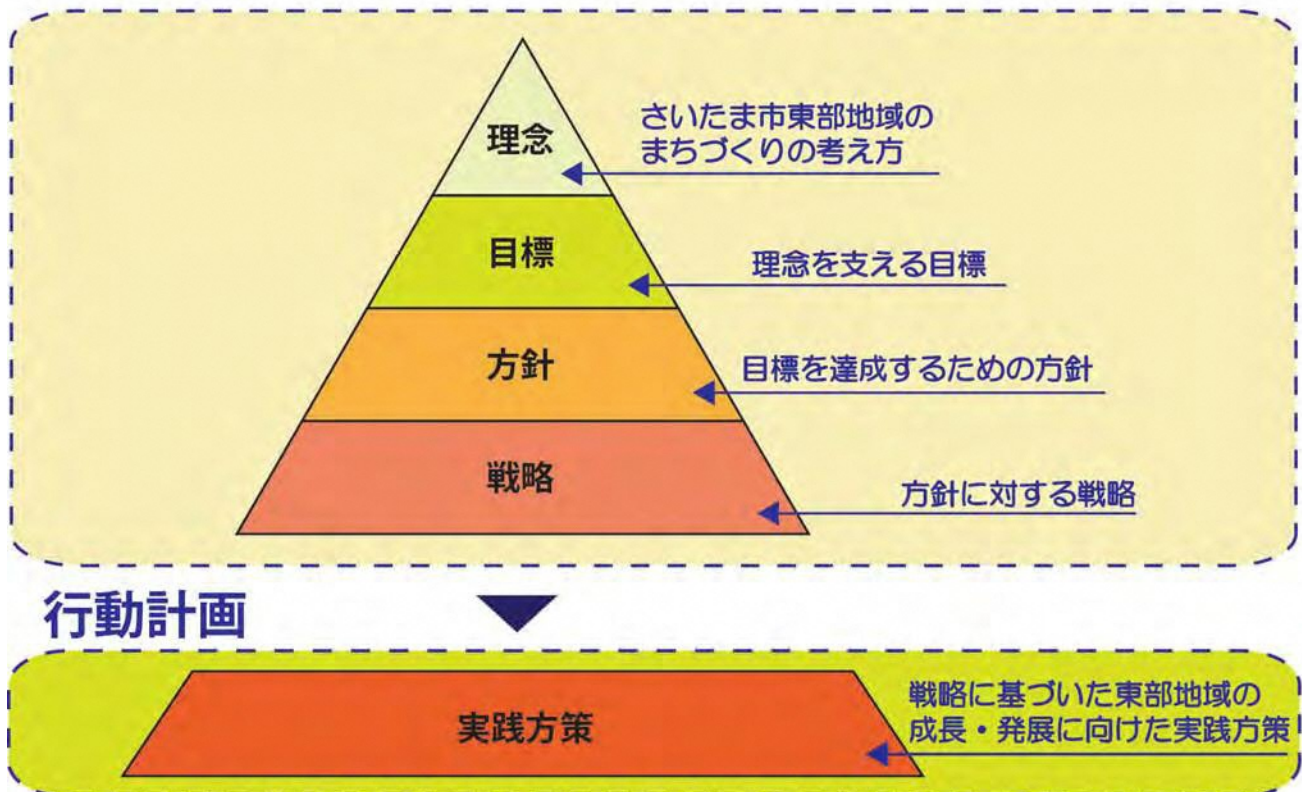 理念
さいたま市東部地域の
まちづくりの考え方
目標
理念を支える目標
方針
目標を達成するための方針
戦略
方針に対する戦略
行動計画
実践方策
戦略に基づいた東部地域の
成長・発展に向けた実践方策